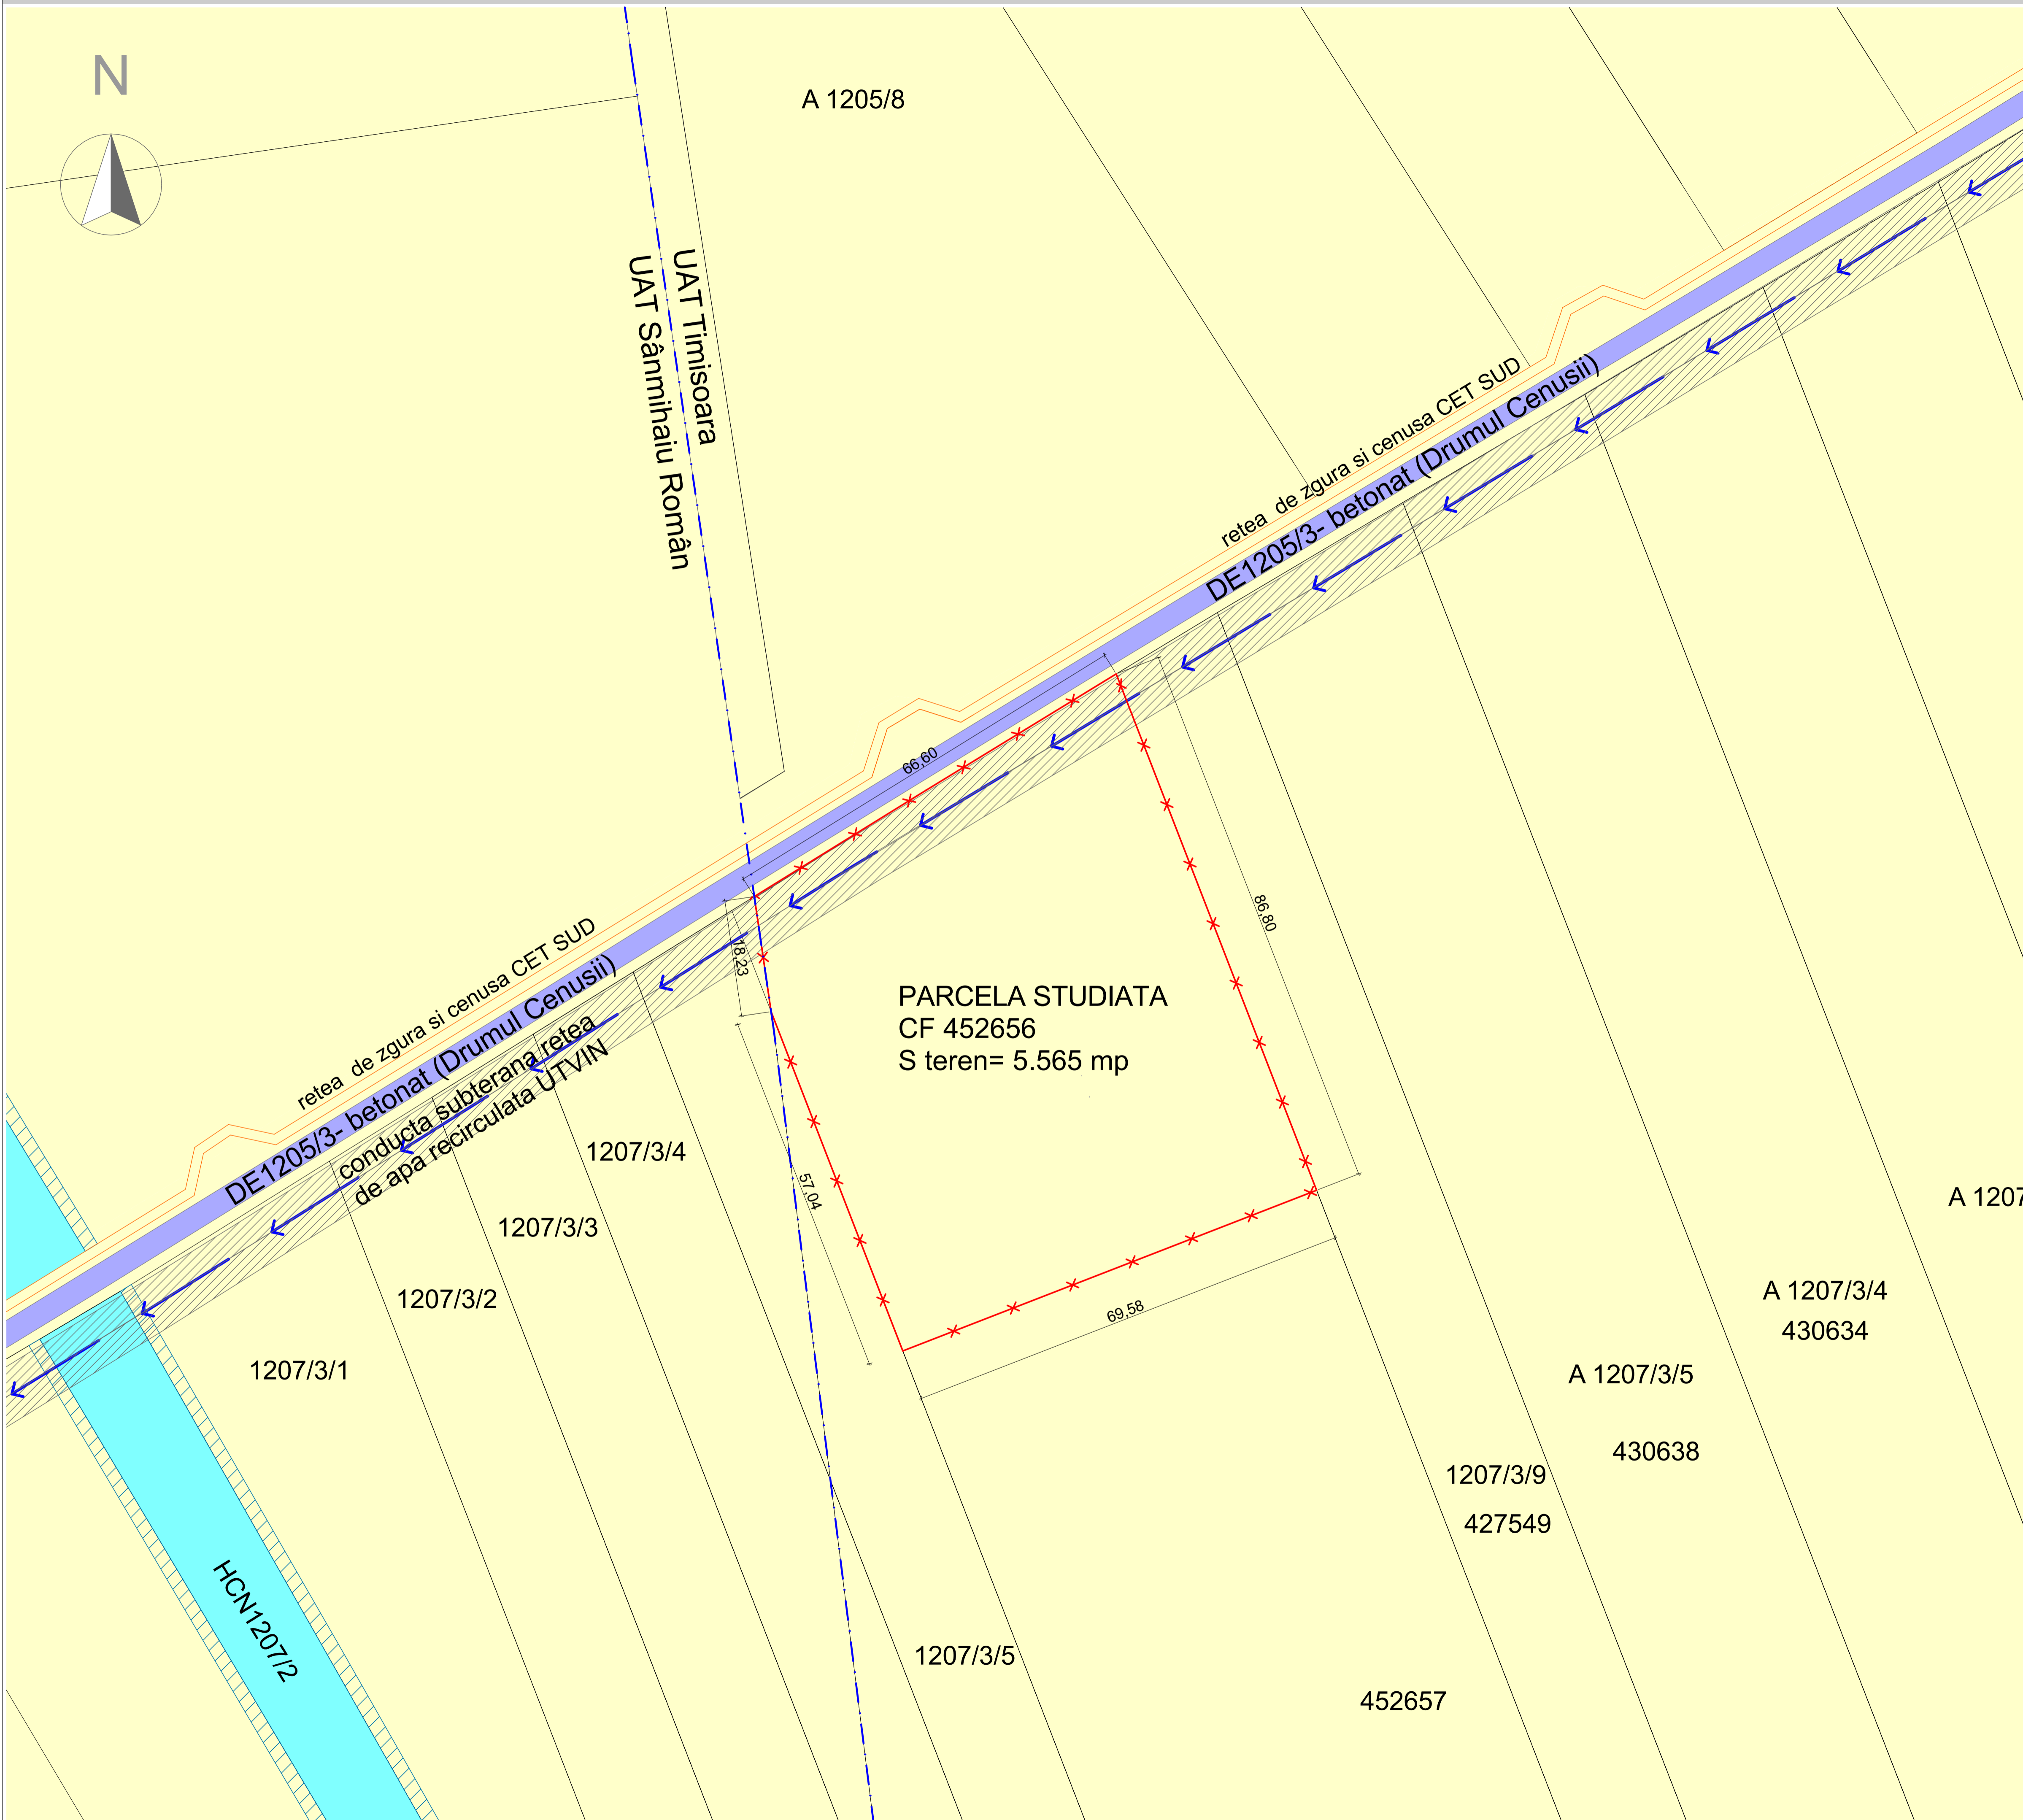 N
A 1205/8
UAT Timisoara
UAT Sânmihaiu Român
retea de zgura si cenusa CET SUD
DE1205/3- betonat (Drumul Cenusii)
66,60
86,80
18,23
retea de zgura si cenusa CET SUD
DE1205/3- betonat (Drumul Cenusii)
conducta subterana retea
de apa recirculata UTVIN
PARCELA STUDIATA
CF 452656
S teren= 5.565 mp
57,04
69,58
1207/3/4
1207/3/3
1207/3/2
1207/3/1
A 1207
A 1207/3/4
430634
A 1207/3/5
430638
1207/3/9
427549
HCN1207/2
1207/3/5
452657